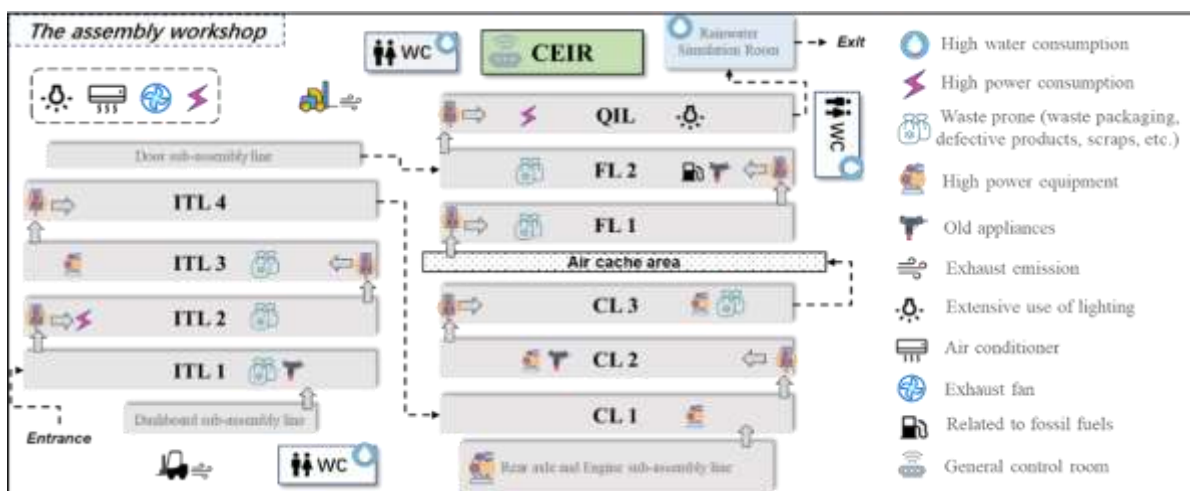 The assembly workshop
WC
CEIR
Rainwater
Simulation Room
Exit
QIL
WC
Door sub-assembly line
FL 2
ITL 4
FL 1
Air cache area
ITL 3
ITL 2
CL 3
ITL 1
CL 2
Dashboard sub-assembly line
CL 1
Entrance
WC
Rear axle and Engine sub-assembly line
High water consumption
High power consumption
Waste prone (waste packaging,
defective products, scraps, etc.)
High power equipment
Old appliances
Exhaust emission
Extensive use of lighting
Air conditioner
Exhaust fan
Related to fossil fuels
General control room